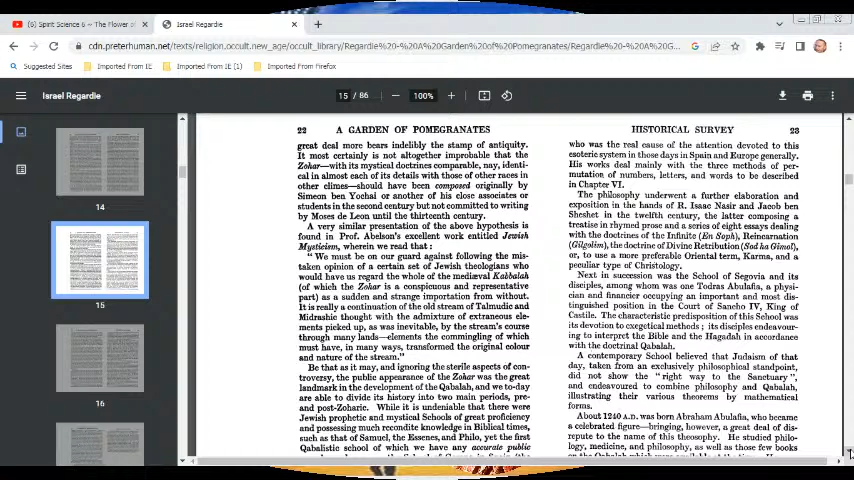 (6) Spirit Science 6 ~ The Flower of
Israel Regardie
cdn.preterhuman.net/texts/religion.occult.new_age/occult_library/Regardie%20-%20A%20Garden%20of%20Pomegranates/Regardie%20-%20A%20G...
Suggested Sites
Imported From IE
Imported From IE (1)
Imported From Firefox
Israel Regardie
15 / 86
100%
14
15
16
22 A GARDEN OF POMEGRANATES
great deal more bears indelibly the stamp of antiquity.
It most certainly is not altogether improbable that the
Zohar—with its mystical doctrines comparable, nay, identi-
cal in almost each of its details with those of other races in
other climes—should have been composed originally by
Simeon ben Yochai or another of his close associates or
students in the second century but not committed to writing
by Moses de Leon until the thirteenth century.
A very similar presentation of the above hypothesis is
found in Prof. Abelson's excellent work entitled Jewish
Mysticism, wherein we read that :
" We must be on our guard against following the mis-
taken opinion of a certain set of Jewish theologians who
would have us regard the whole of the mediæval Kabbalah
(of which the Zohar is a conspicuous and representative
part) as a sudden and strange importation from without.
It is really a continuation of the old stream of Talmudic and
Midrashic thought with the admixture of extraneous ele-
ments picked up, as was inevitable, by the stream's course
through many lands—elements the commingling of which
must have, in many ways, transformed the original colour
and nature of the stream."
Be that as it may, and ignoring the sterile aspects of con-
troversy, the public appearance of the Zohar was the great
landmark in the development of the Qabalah, and we to-day
are able to divide its history into two main periods, pre-
and post-Zoharic. While it is undeniable that there were
Jewish prophetic and mystical Schools of great proficiency
and possessing much recondite knowledge in Biblical times,
such as that of Samuel, the Essenes, and Philo, yet the first
Qabalistic school of which we have any accurate public
HISTORICAL SURVEY 23
who was the real cause of the attention devoted to this
esoteric system in those days in Spain and Europe generally.
His works deal mainly with the three methods of per-
mutation of numbers, letters, and words to be described
in Chapter VI.
The philosophy underwent a further elaboration and
exposition in the hands of R. Isaac Nasir and Jacob ben
Sheshet in the twelfth century, the latter composing a
treatise in rhymed prose and a series of eight essays dealing
with the doctrines of the Infinite (En Soph), Reincarnation
(Gilgolim), the doctrine of Divine Retribution (Sod ha Gimol),
or, to use a more preferable Oriental term, Karma, and a
peculiar type of Christology.
Next in succession was the School of Segovia and its
disciples, among whom was one Todras Abulafia, a physi-
cian and financier occupying an important and most dis-
tinguished position in the Court of Sancho IV, King of
Castile. The characteristic predisposition of this School was
its devotion to exegetical methods ; its disciples endeavour-
ing to interpret the Bible and the Hagadah in accordance
with the doctrinal Qabalah.
A contemporary School believed that Judaism of that
day, taken from an exclusively philosophical standpoint,
did not show the " right way to the Sanctuary ",
and endeavoured to combine philosophy and Qabalah,
illustrating their various theorems by mathematical
forms.
About 1240 A.D. was born Abraham Abulafia, who became
a celebrated figure—bringing, however, a great deal of dis-
repute to the name of this theosophy. He studied philo-
logy, medicine, and philosophy, as well as those few books